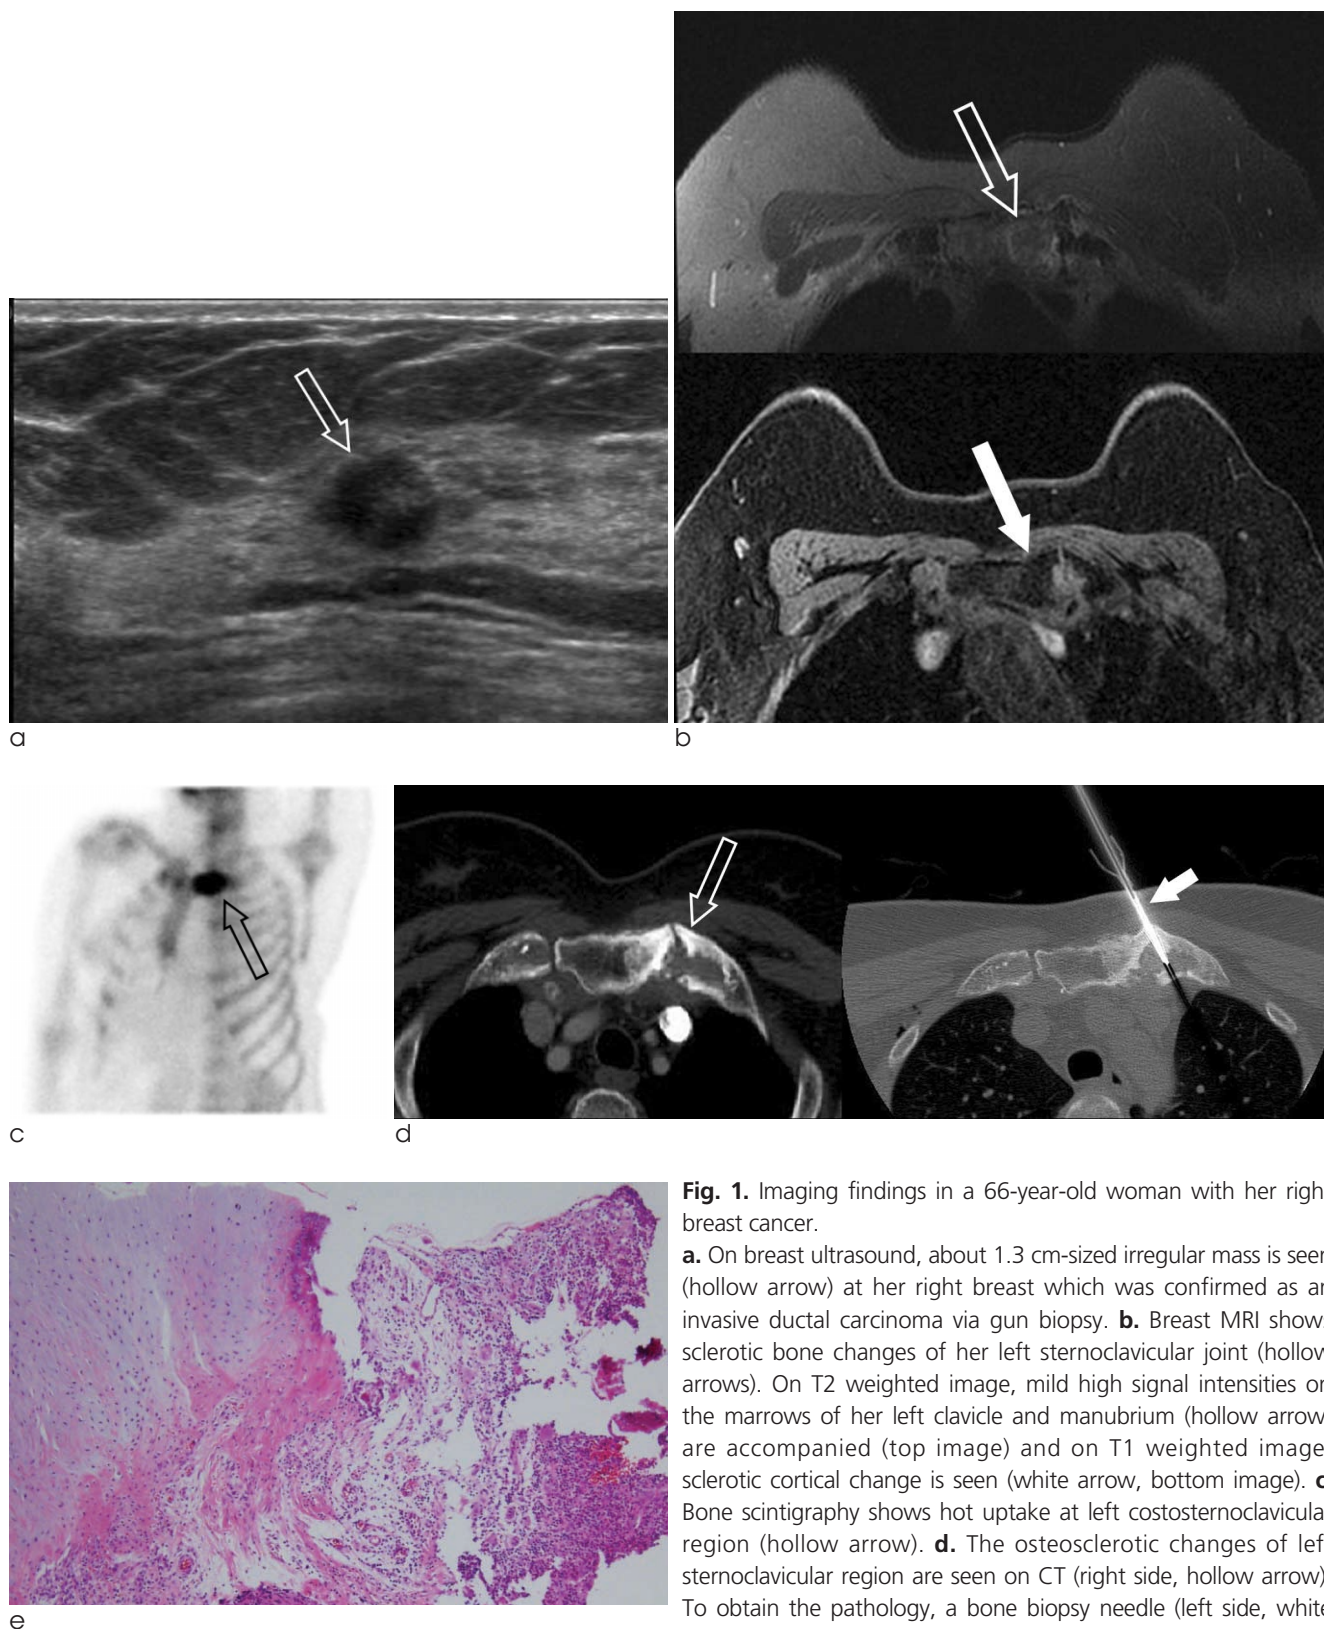 a
b
c
d
e
Fig. 1. Imaging findings in a 66-year-old woman with her righ
breast cancer.
a. On breast ultrasound, about 1.3 cm-sized irregular mass is seen
(hollow arrow) at her right breast which was confirmed as an
invasive ductal carcinoma via gun biopsy. b. Breast MRI shows
sclerotic bone changes of her left sternoclavicular joint (hollow
arrows). On T2 weighted image, mild high signal intensities on
the marrows of her left clavicle and manubrium (hollow arrow
are accompanied (top image) and on T1 weighted image
sclerotic cortical change is seen (white arrow, bottom image). c
Bone scintigraphy shows hot uptake at left costosternoclavicula
region (hollow arrow). d. The osteosclerotic changes of lef
sternoclavicular region are seen on CT (right side, hollow arrow)
To obtain the pathology, a bone biopsy needle (left side, white